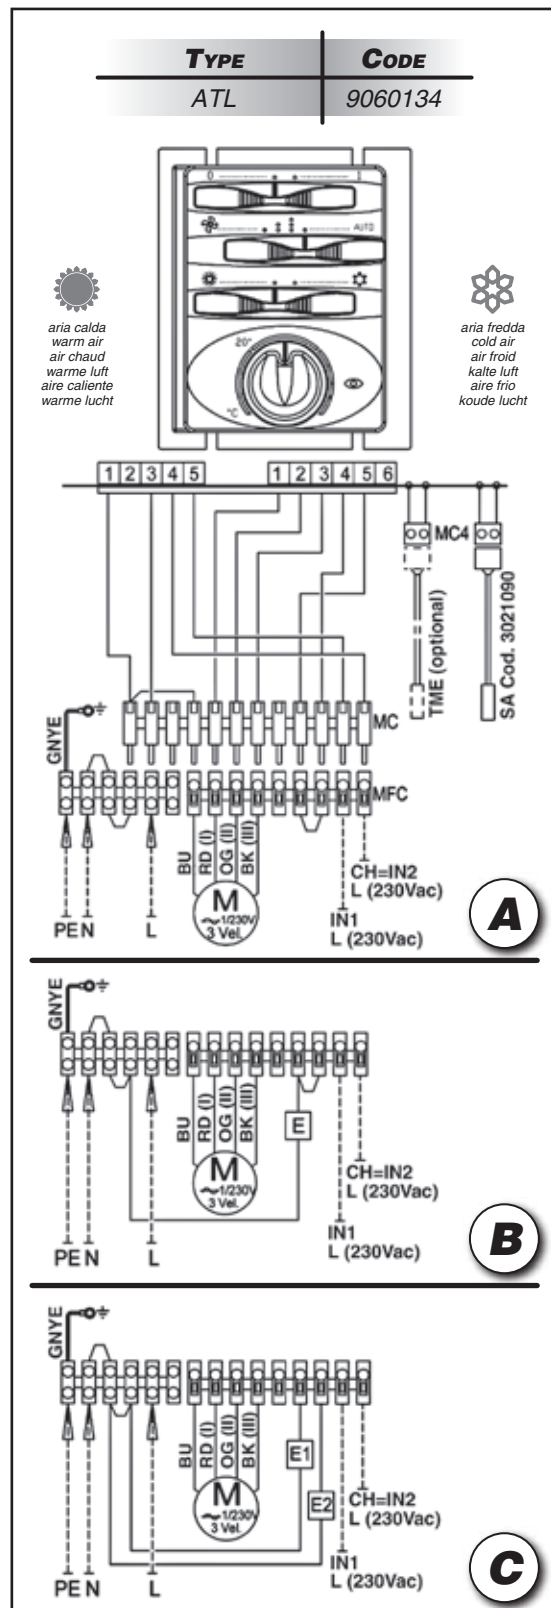 TYPE CODE
ATL 9060134
0 I
AUTO
20°
°C
aria calda
warm air
air chaud
warme luft
aire caliente
warme lucht
aria fredda
cold air
air froid
kalte luft
aire frio
koude lucht
1 2 3 4 5 1 2 3 4 5 6
MC4
TME (optional)
SA Cod. 3021090
MC
GNYE
MFC
BU
RD (I)
OG (II)
BK (III)
M
~1/230V
3 Vel.
CH=IN2
L (230Vac)
IN1
L (230Vac)
PE N L
A
GNYE
BU
RD (I)
OG (II)
BK (III)
E
M
~1/230V
3 Vel.
CH=IN2
L (230Vac)
IN1
L (230Vac)
PE N L
B
GNYE
BU
RD (I)
OG (II)
BK (III)
E1
E2
M
~1/230V
3 Vel.
CH=IN2
L (230Vac)
IN1
L (230Vac)
PE N L
C